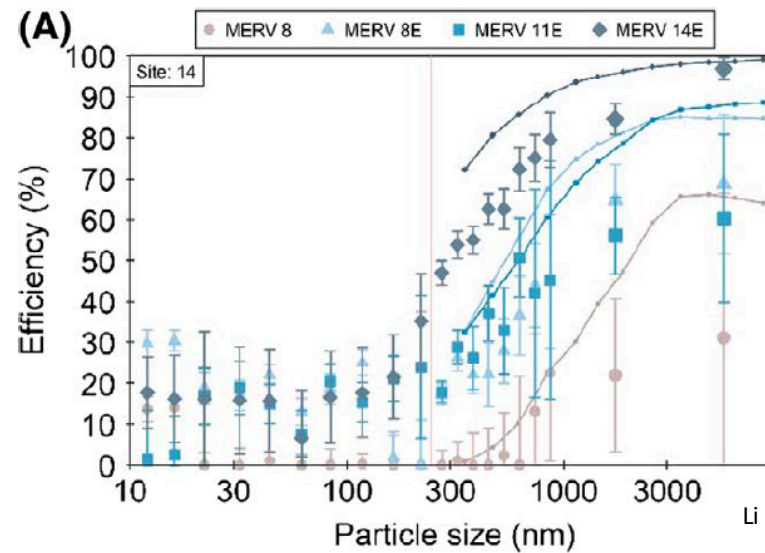 (A)
MERV 8 MERV 8E MERV 11E MERV 14E
Site: 14
Efficiency (%)
100
90
80
70
60
50
40
30
20
10
0
10 30 100 300 1000 3000
Particle size (nm)
Li